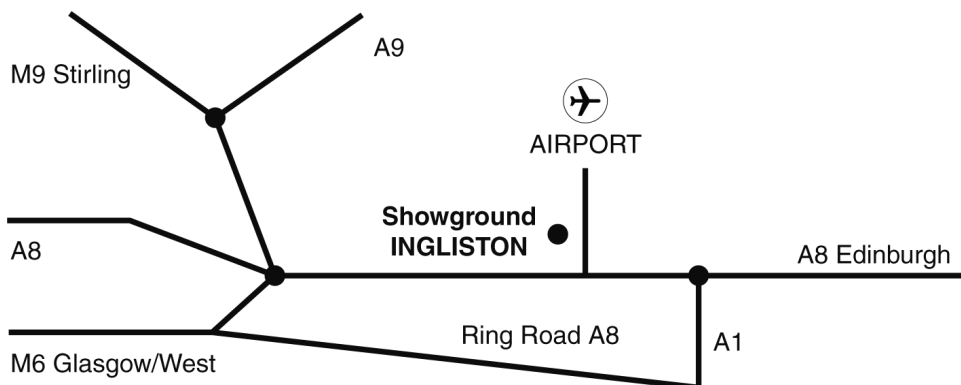 A9
M9 Stirling
AIRPORT
Showground
INGLISTON
A8
A8 Edinburgh
Ring Road A8
A1
M6 Glasgow/West